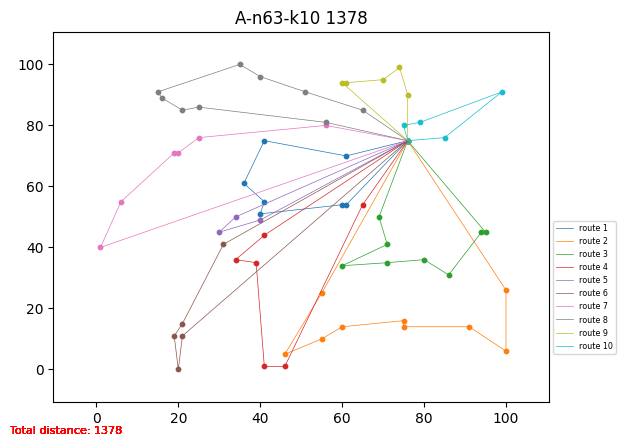 A-n63-k10 1378
100
80
60
40
20
0
0 20 40 60 80 100
route 1
route 2
route 3
route 4
route 5
route 6
route 7
route 8
route 9
route 10
Total distance: 1378